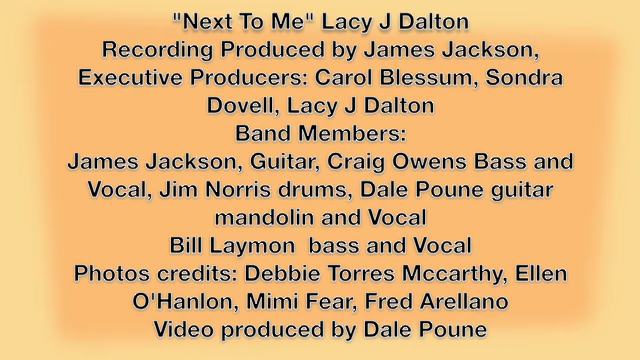 "Next To Me" Lacy J Dalton
Recording Produced by James Jackson,
Executive Producers: Carol Blessum, Sondra
Dovell, Lacy J Dalton
Band Members:
James Jackson, Guitar, Craig Owens Bass and
Vocal, Jim Norris drums, Dale Poune guitar
mandolin and Vocal
Bill Laymon  bass and Vocal
Photos credits: Debbie Torres Mccarthy, Ellen
O'Hanlon, Mimi Fear, Fred Arellano
Video produced by Dale Poune